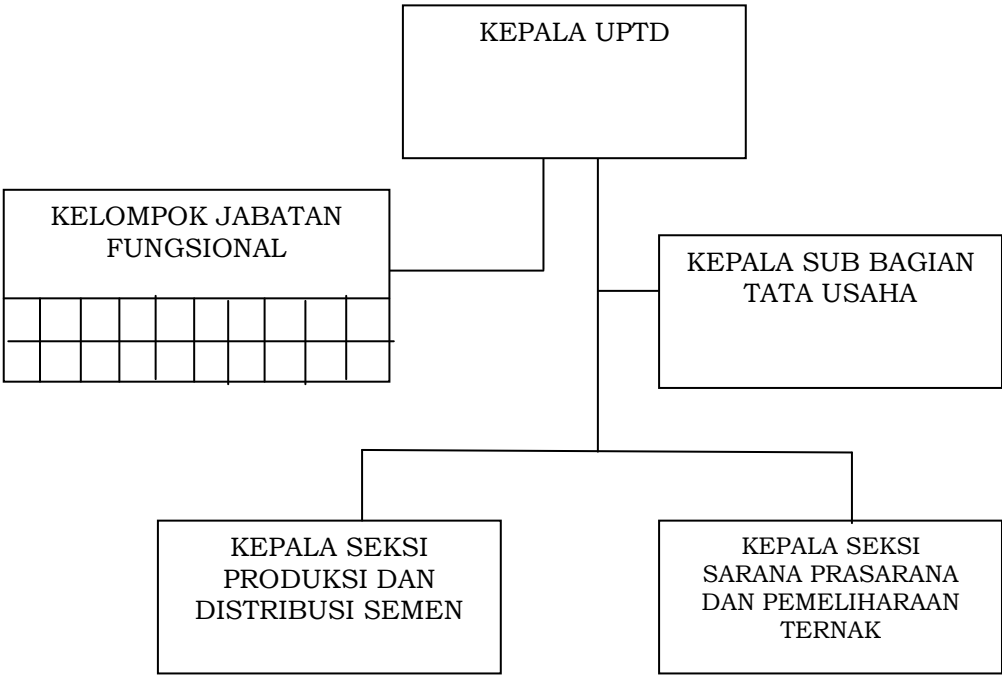 KEPALA UPTD
KELOMPOK JABATAN
FUNGSIONAL
KEPALA SUB BAGIAN
TATA USAHA
KEPALA SEKSI
PRODUKSI DAN
DISTRIBUSI SEMEN
KEPALA SEKSI
SARANA PRASARANA
DAN PEMELIHARAAN
TERNAK